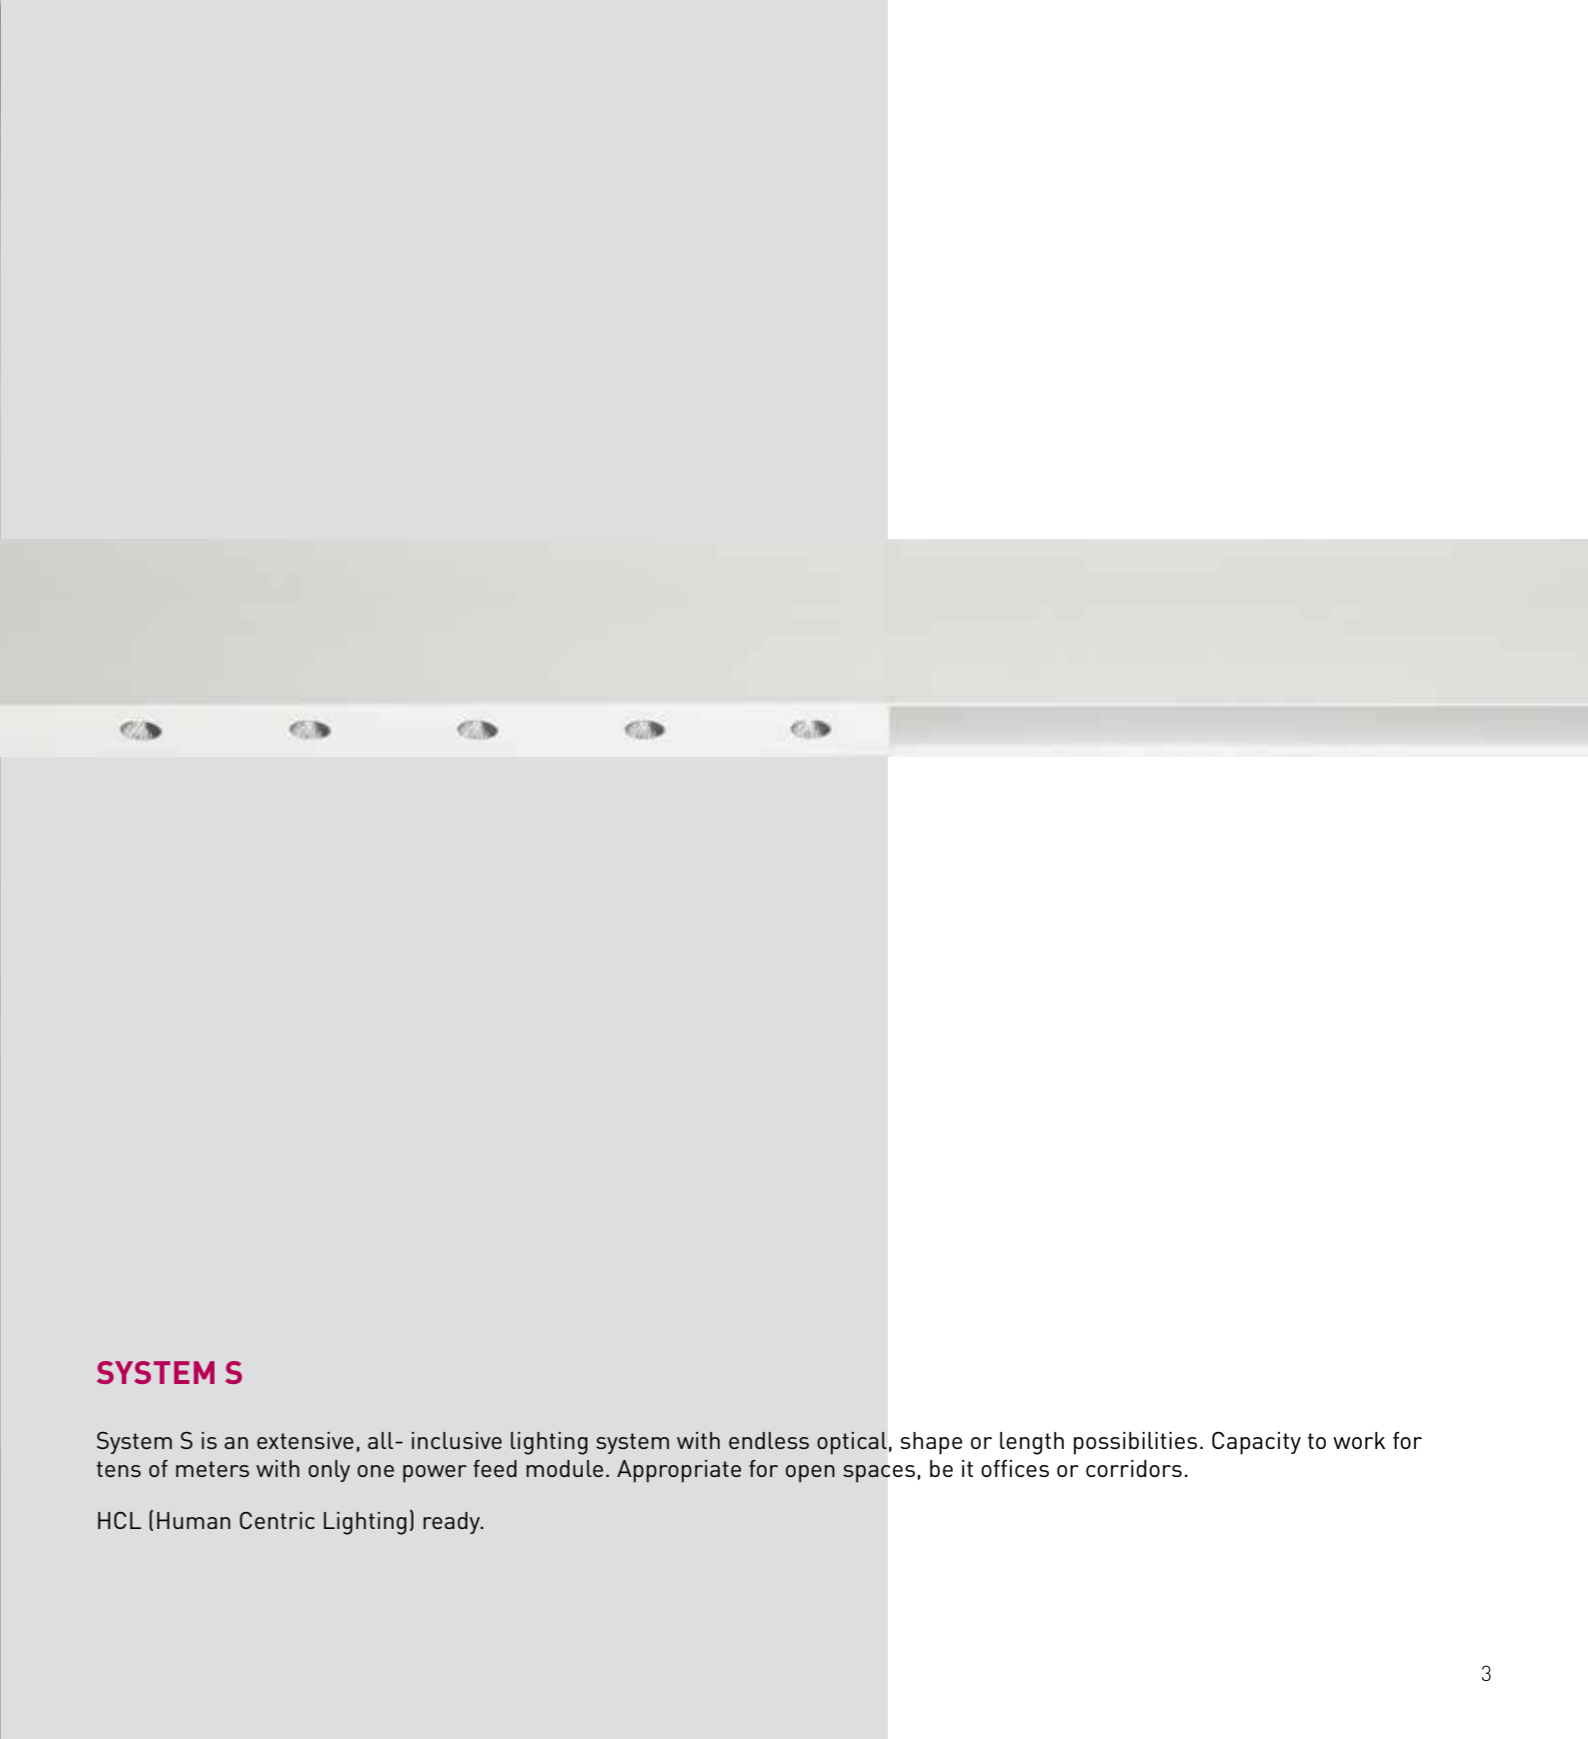 SYSTEM S
System S is an extensive, all- inclusive lighting system with endless optical, shape or length possibilities. Capacity to work for
tens of meters with only one power feed module. Appropriate for open spaces, be it offices or corridors.
HCL (Human Centric Lighting) ready.
3